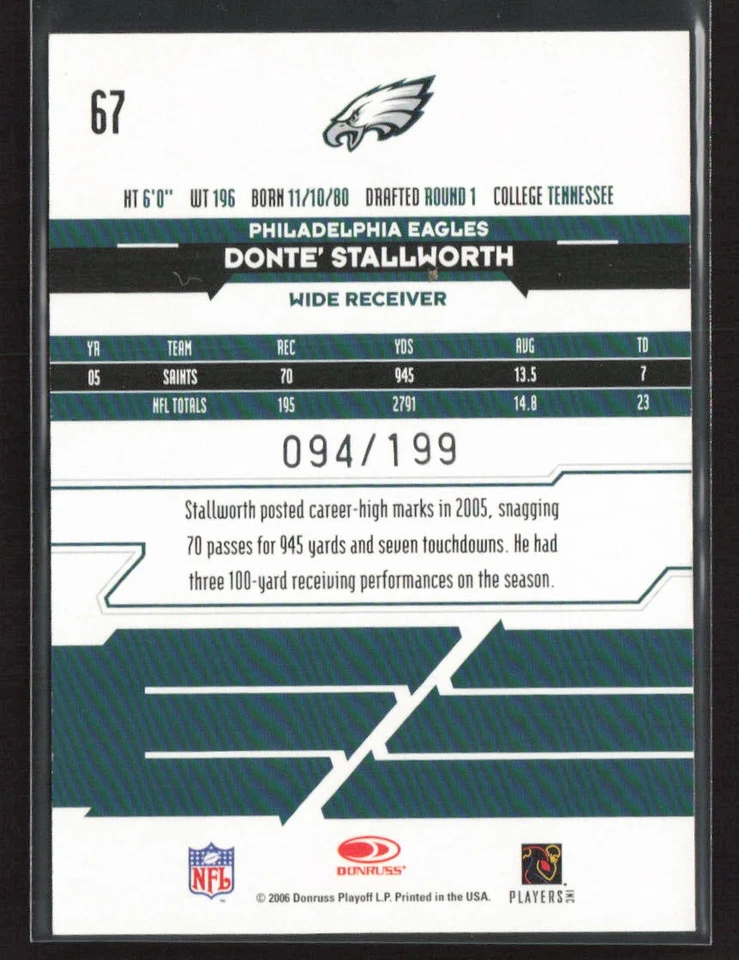 67
HT 6'0" WT 196 BORN 11/10/80 DRAFTED ROUND 1 COLLEGE TENNESSEE
PHILADELPHIA EAGLES
DONTE' STALLWORTH
WIDE RECEIVER
YR TEAM REC YDS AVG TD
05 SAINTS 70 945 13.5 7
NFL TOTALS 195 2791 14.8 23
094/199
Stallworth posted career-high marks in 2005, snagging
70 passes for 945 yards and seven touchdowns. He had
three 100-yard receiving performances on the season.
NFL
DONRUSS
© 2006 Donruss Playoff L.P. Printed in the USA.
PLAYERS INC